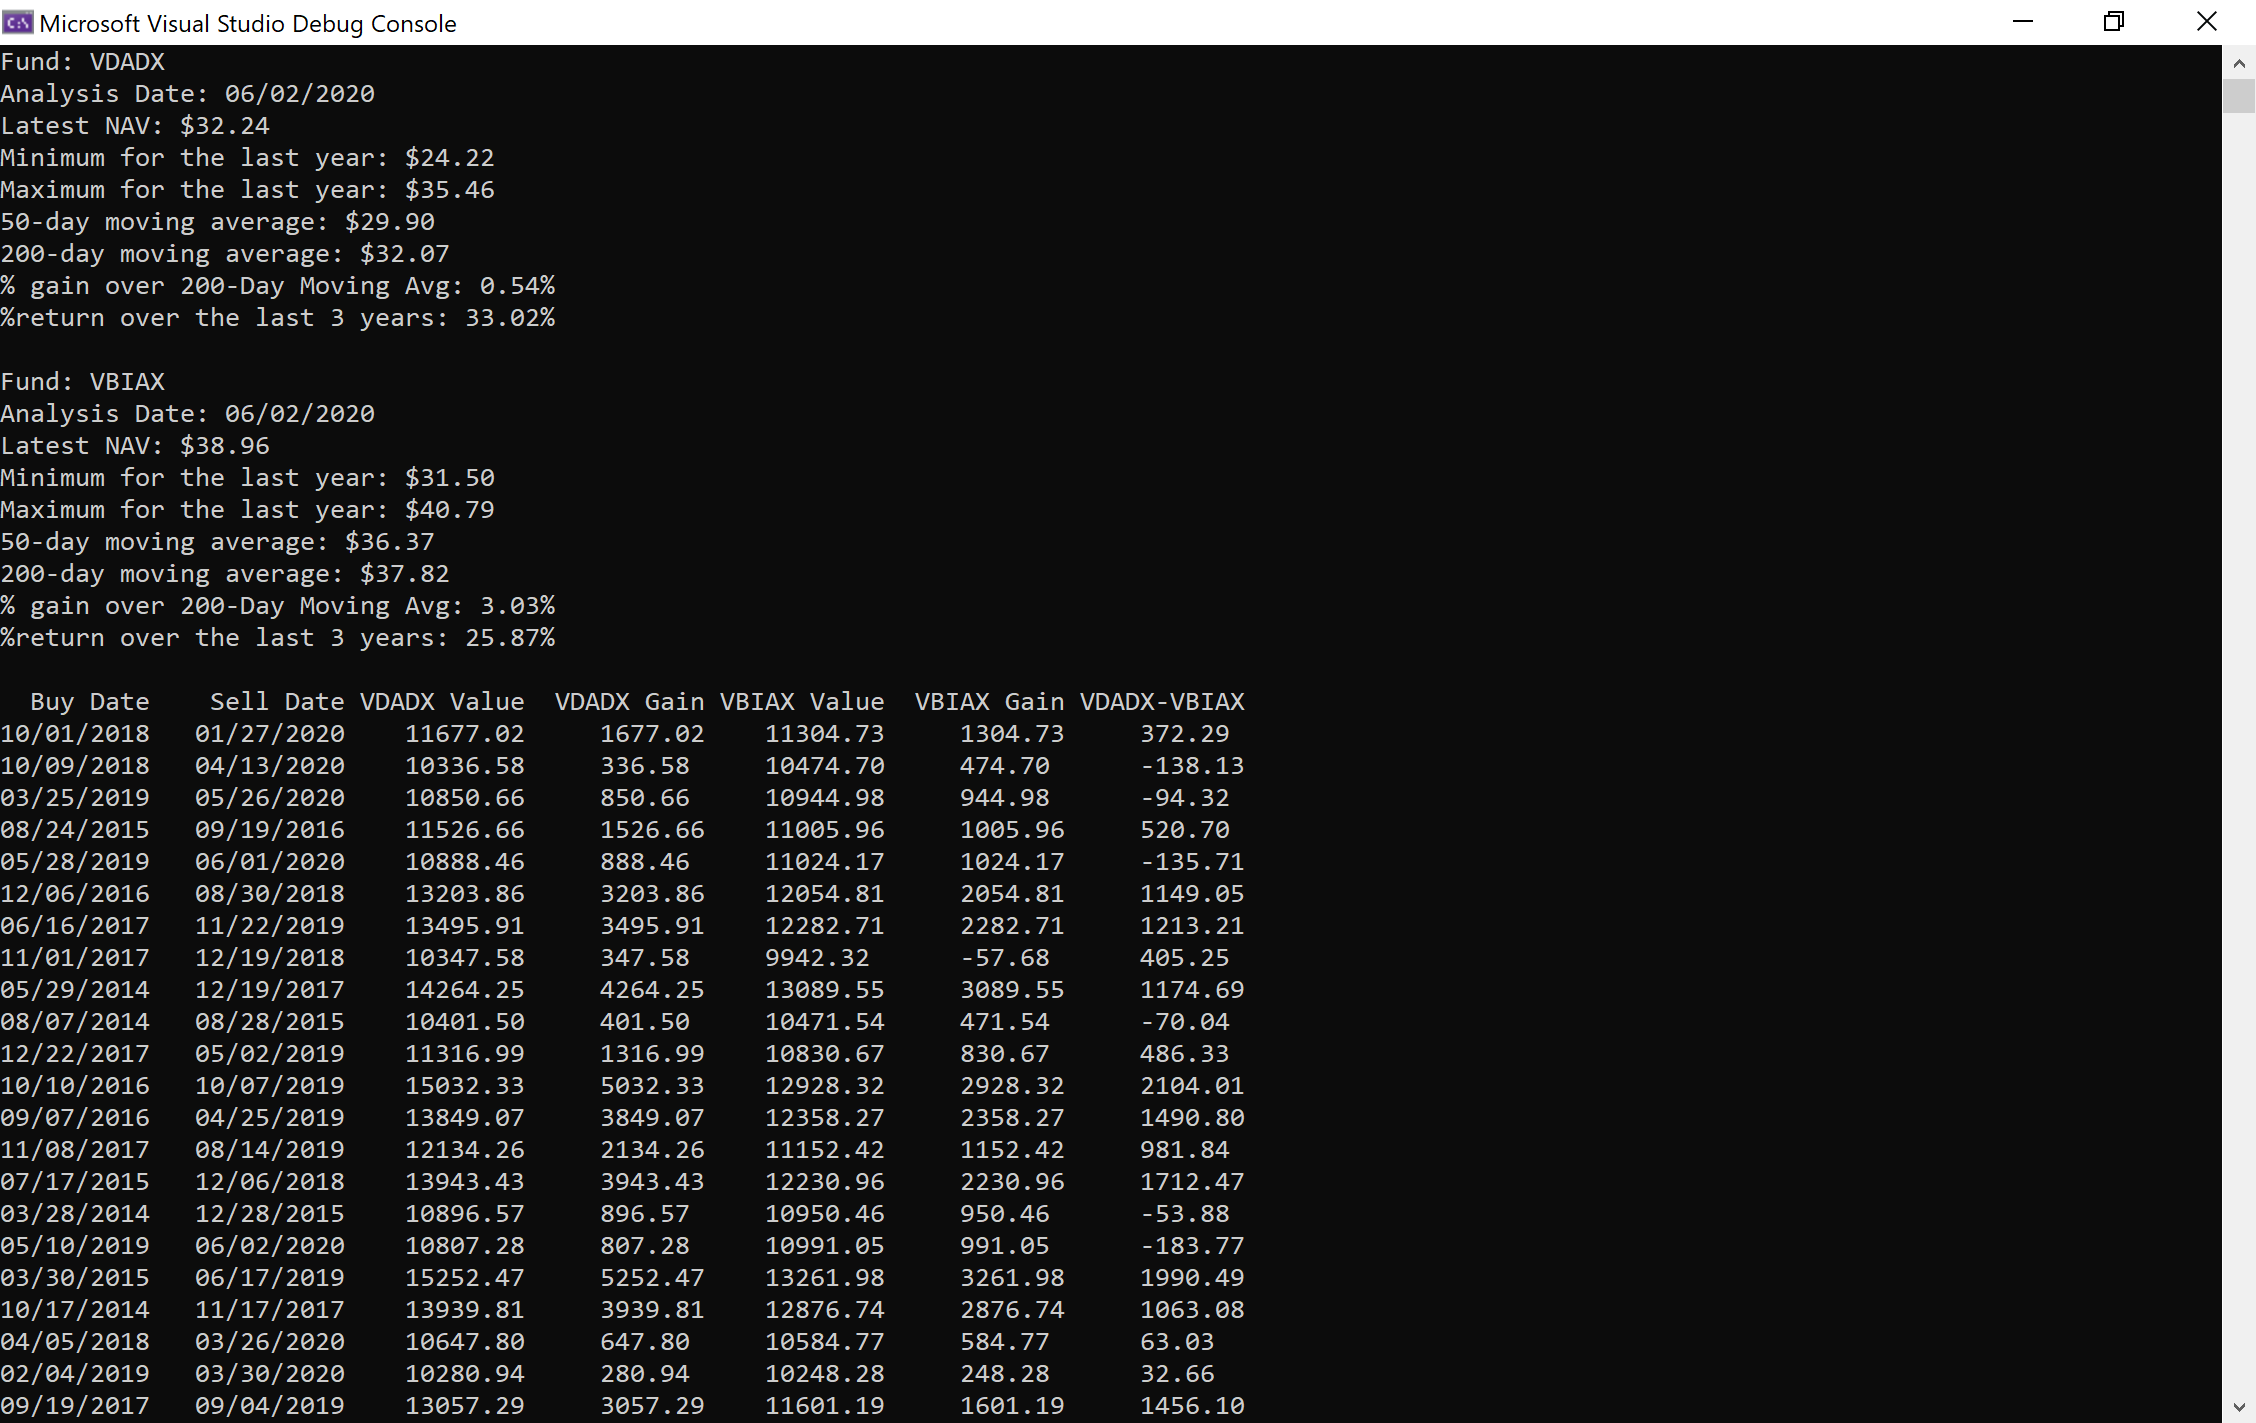 Microsoft Visual Studio Debug Console
Fund: VDADX
Analysis Date: 06/02/2020
Latest NAV: $32.24
Minimum for the last year: $24.22
Maximum for the last year: $35.46
50-day moving average: $29.90
200-day moving average: $32.07
% gain over 200-Day Moving Avg: 0.54%
%return over the last 3 years: 33.02%
Fund: VBIAX
Analysis Date: 06/02/2020
Latest NAV: $38.96
Minimum for the last year: $31.50
Maximum for the last year: $40.79
50-day moving average: $36.37
200-day moving average: $37.82
% gain over 200-Day Moving Avg: 3.03%
%return over the last 3 years: 25.87%
Buy Date Sell Date VDADX Value VDADX Gain VBIAX Value VBIAX Gain VDADX-VBIAX
10/01/2018 01/27/2020 11677.02 1677.02 11304.73 1304.73 372.29
10/09/2018 04/13/2020 10336.58 336.58 10474.70 474.70 -138.13
03/25/2019 05/26/2020 10850.66 850.66 10944.98 944.98 -94.32
08/24/2015 09/19/2016 11526.66 1526.66 11005.96 1005.96 520.70
05/28/2019 06/01/2020 10888.46 888.46 11024.17 1024.17 -135.71
12/06/2016 08/30/2018 13203.86 3203.86 12054.81 2054.81 1149.05
06/16/2017 11/22/2019 13495.91 3495.91 12282.71 2282.71 1213.21
11/01/2017 12/19/2018 10347.58 347.58 9942.32 -57.68 405.25
05/29/2014 12/19/2017 14264.25 4264.25 13089.55 3089.55 1174.69
08/07/2014 08/28/2015 10401.50 401.50 10471.54 471.54 -70.04
12/22/2017 05/02/2019 11316.99 1316.99 10830.67 830.67 486.33
10/10/2016 10/07/2019 15032.33 5032.33 12928.32 2928.32 2104.01
09/07/2016 04/25/2019 13849.07 3849.07 12358.27 2358.27 1490.80
11/08/2017 08/14/2019 12134.26 2134.26 11152.42 1152.42 981.84
07/17/2015 12/06/2018 13943.43 3943.43 12230.96 2230.96 1712.47
03/28/2014 12/28/2015 10896.57 896.57 10950.46 950.46 -53.88
05/10/2019 06/02/2020 10807.28 807.28 10991.05 991.05 -183.77
03/30/2015 06/17/2019 15252.47 5252.47 13261.98 3261.98 1990.49
10/17/2014 11/17/2017 13939.81 3939.81 12876.74 2876.74 1063.08
04/05/2018 03/26/2020 10647.80 647.80 10584.77 584.77 63.03
02/04/2019 03/30/2020 10280.94 280.94 10248.28 248.28 32.66
09/19/2017 09/04/2019 13057.29 3057.29 11601.19 1601.19 1456.10